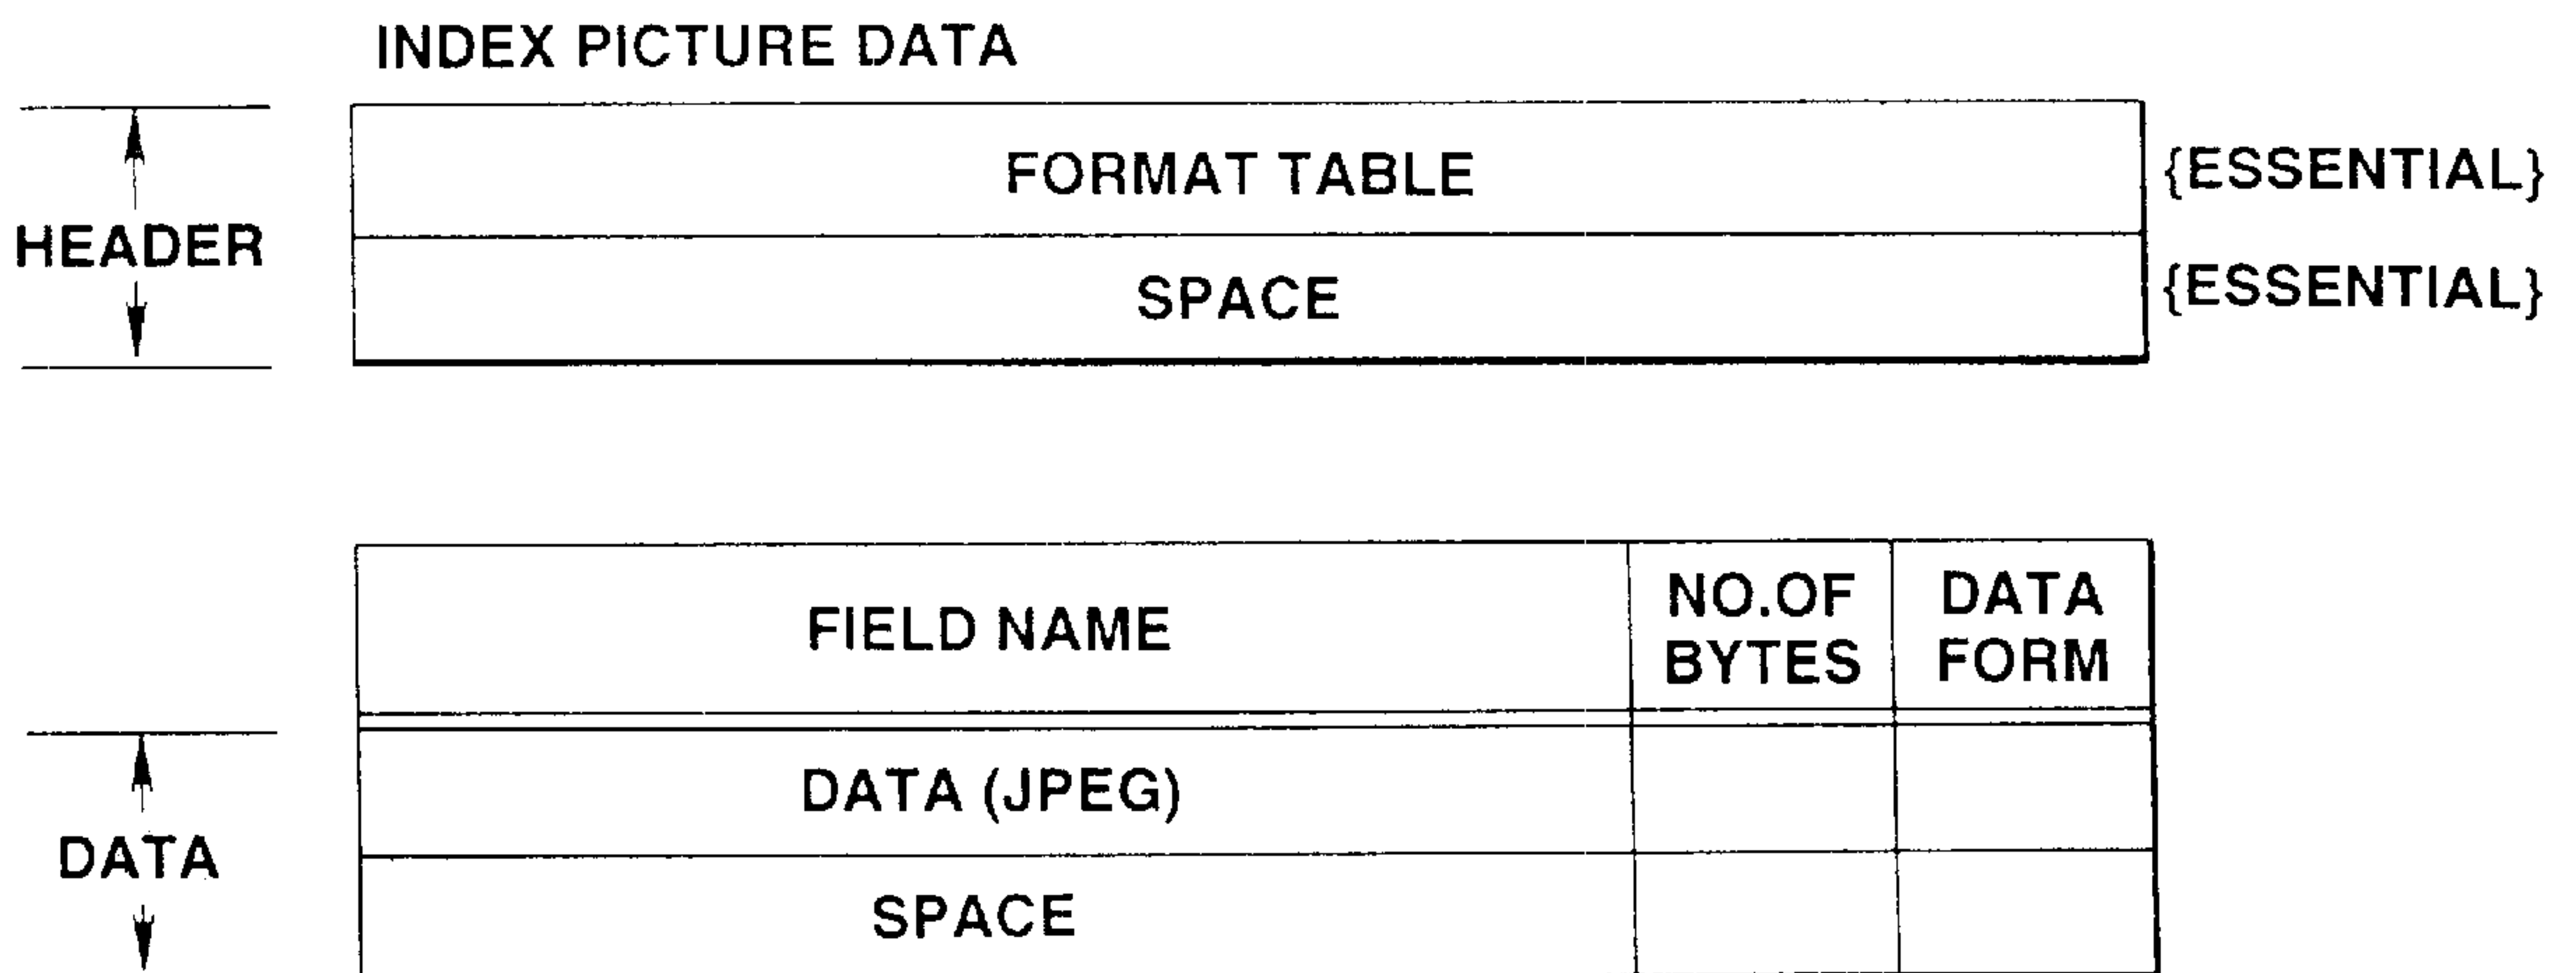 INDEX PICTURE DATA
FORMAT TABLE {ESSENTIAL}
HEADER
SPACE {ESSENTIAL}
FIELD NAME
NO.OF
BYTES
DATA
FORM
DATA (JPEG)
DATA
SPACE